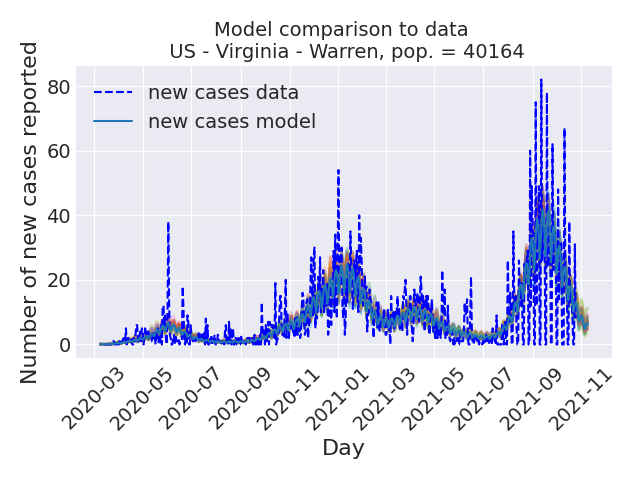 Model comparison to data
US - Virginia - Warren, pop. = 40164
new cases data
new cases model
Number of new cases reported
80
60
40
20
0
2020-03
2020-05
2020-07
2020-09
2020-11
2021-01
2021-03
2021-05
2021-07
2021-09
2021-11
Day